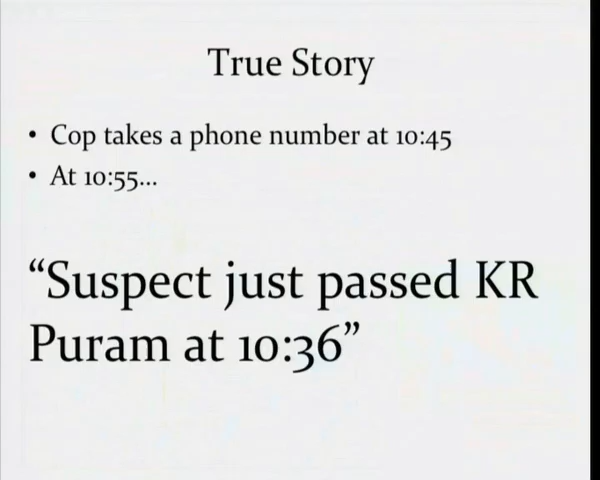 True Story
• Cop takes a phone number at 10:45
• At 10:55...
“Suspect just passed KR
Puram at 10:36”